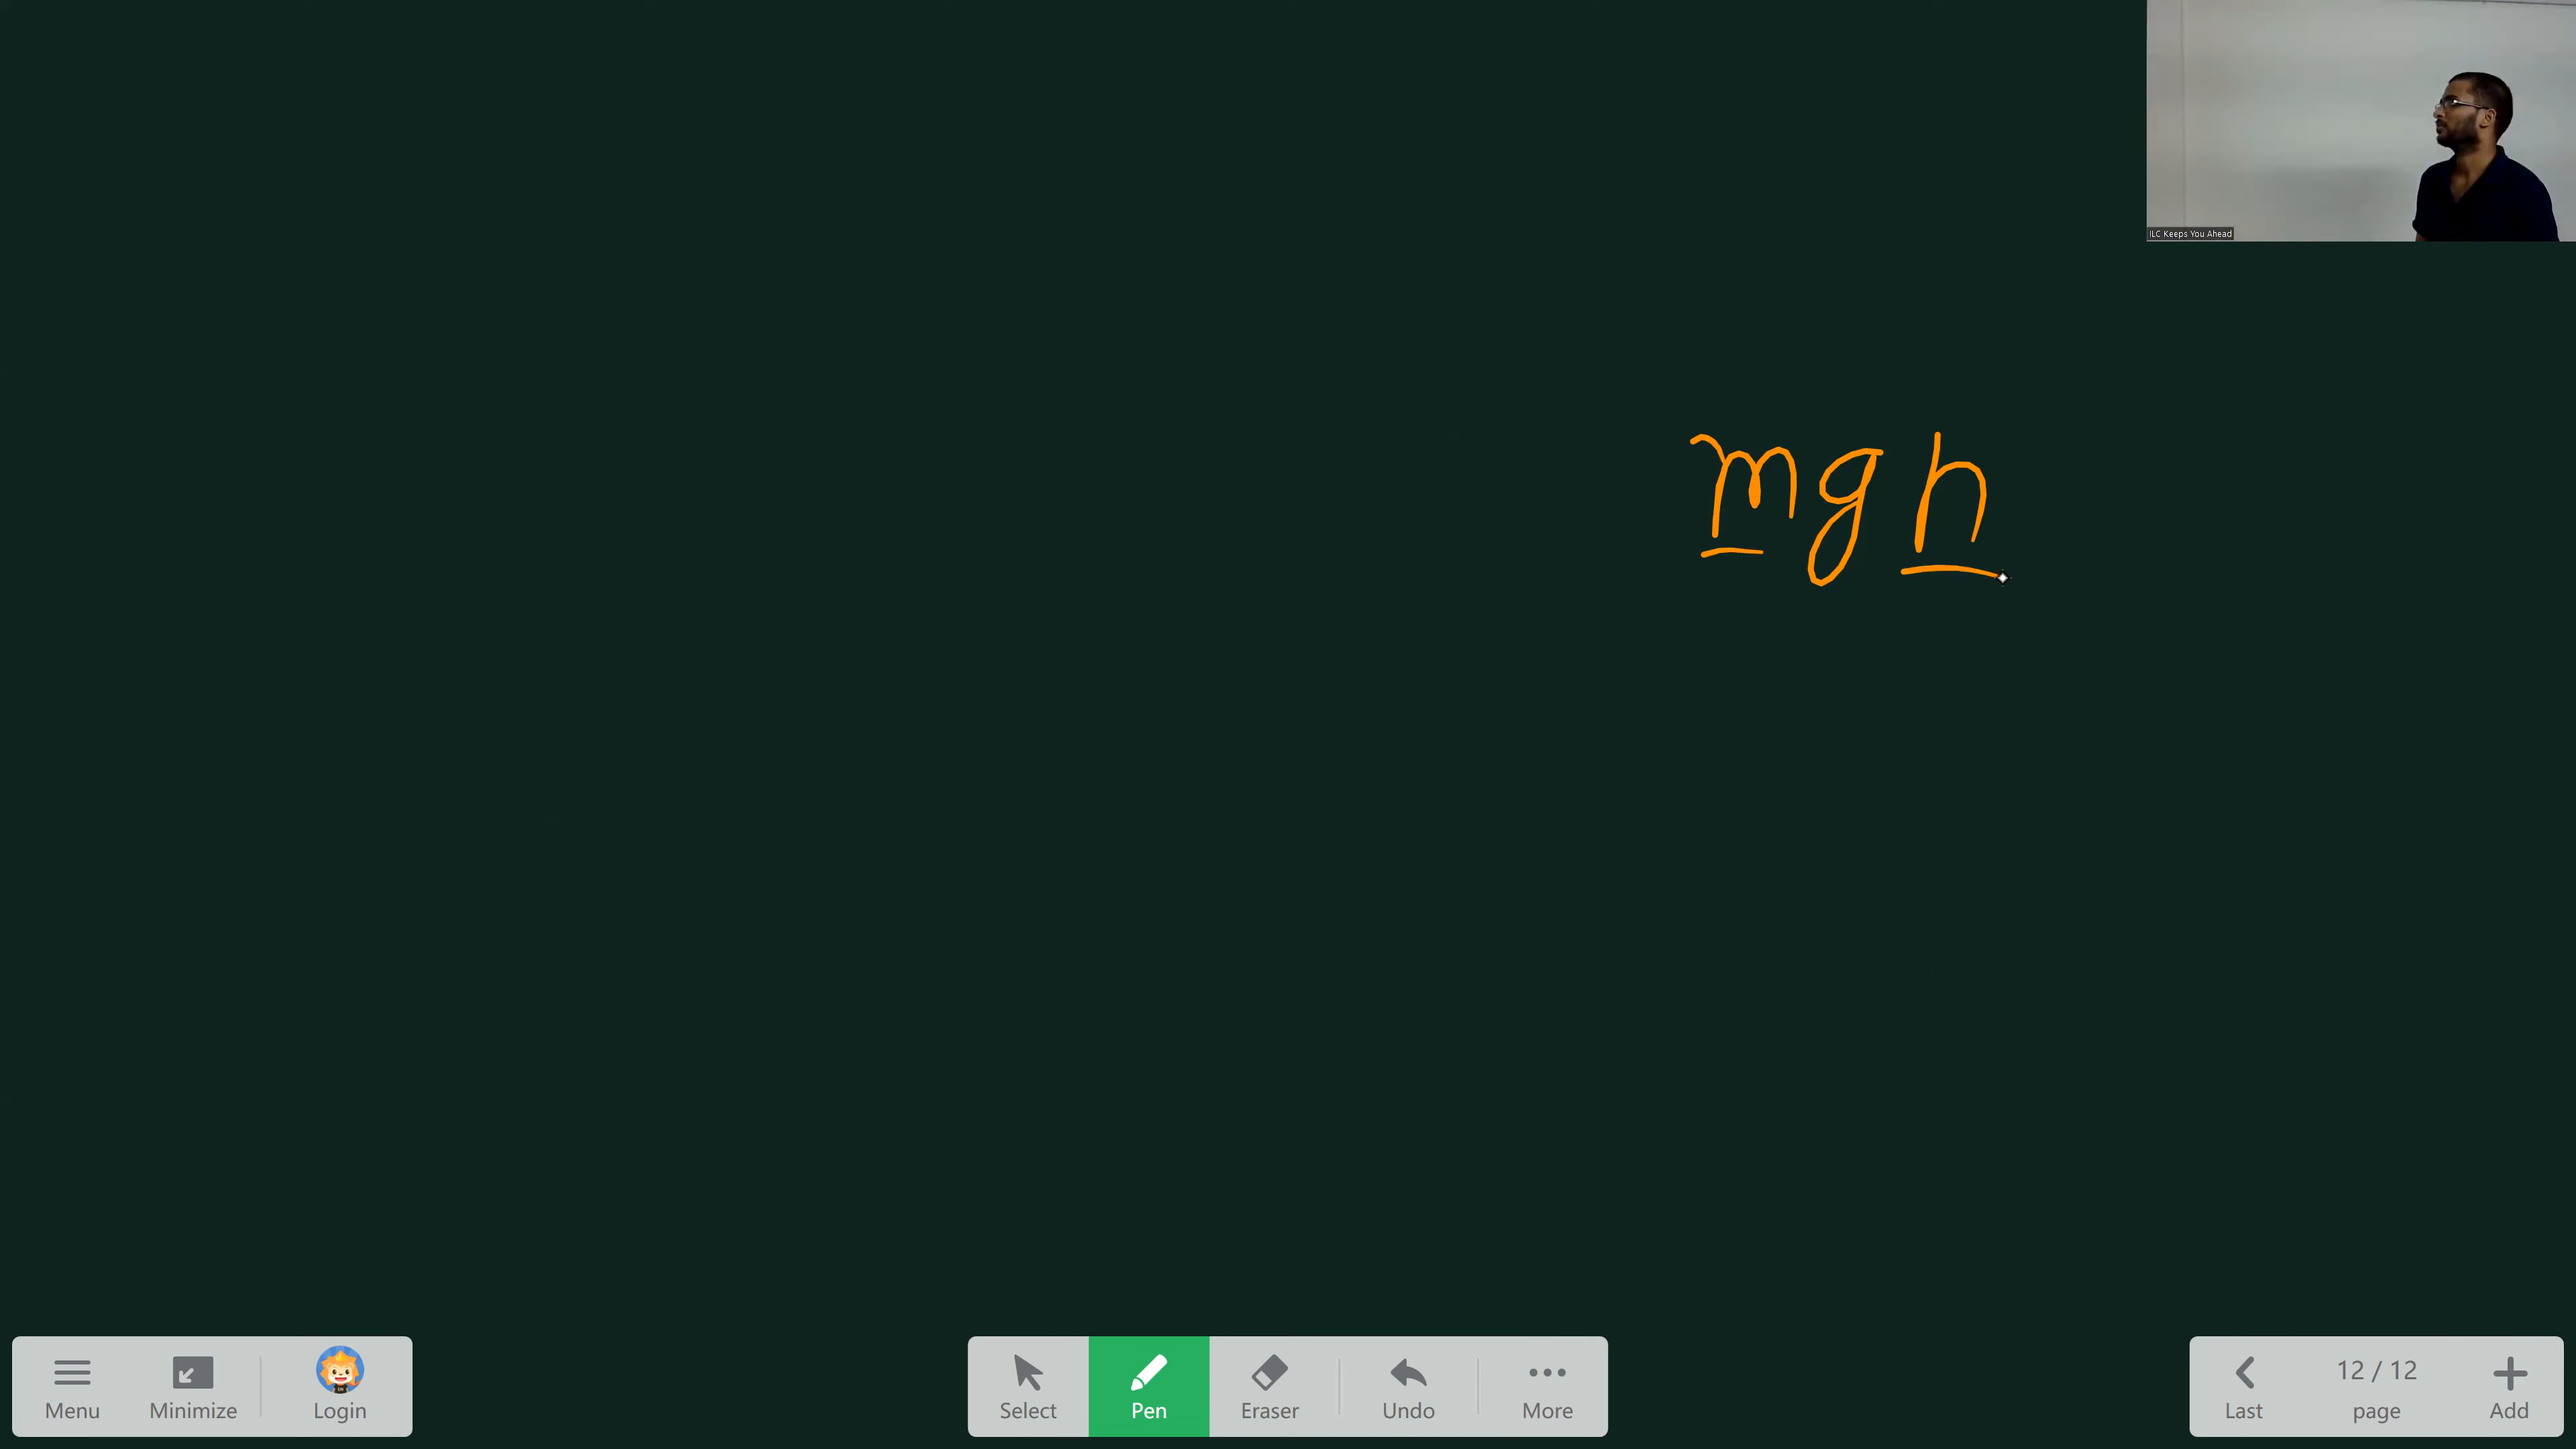 ILC Keeps You Ahead
mgh
Menu Minimize Login Select Pen Eraser Undo More Last 12 / 12 page Add